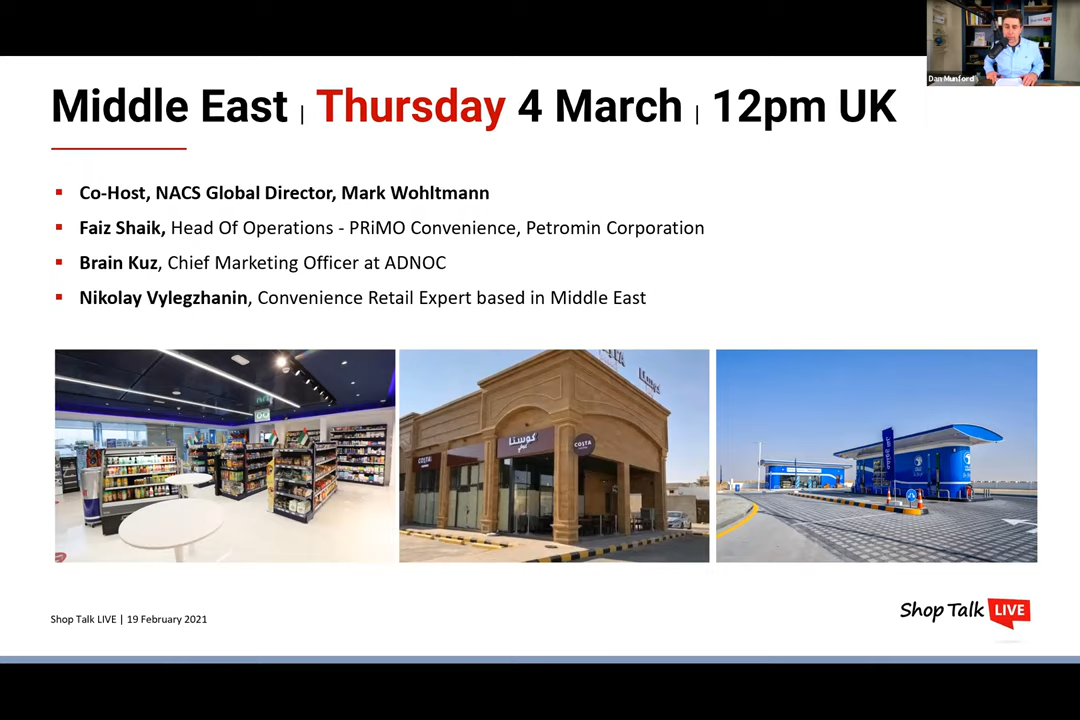 Dan Munford
Middle East | Thursday 4 March | 12pm UK
Co-Host, NACS Global Director, Mark Wohltmann
Faiz Shaik, Head Of Operations - PRiMO Convenience, Petromin Corporation
Brain Kuz, Chief Marketing Officer at ADNOC
Nikolay Vylegzhanin, Convenience Retail Expert based in Middle East
كوستا
COSTA
COSTA
Shop Talk LIVE | 19 February 2021
Shop Talk LIVE